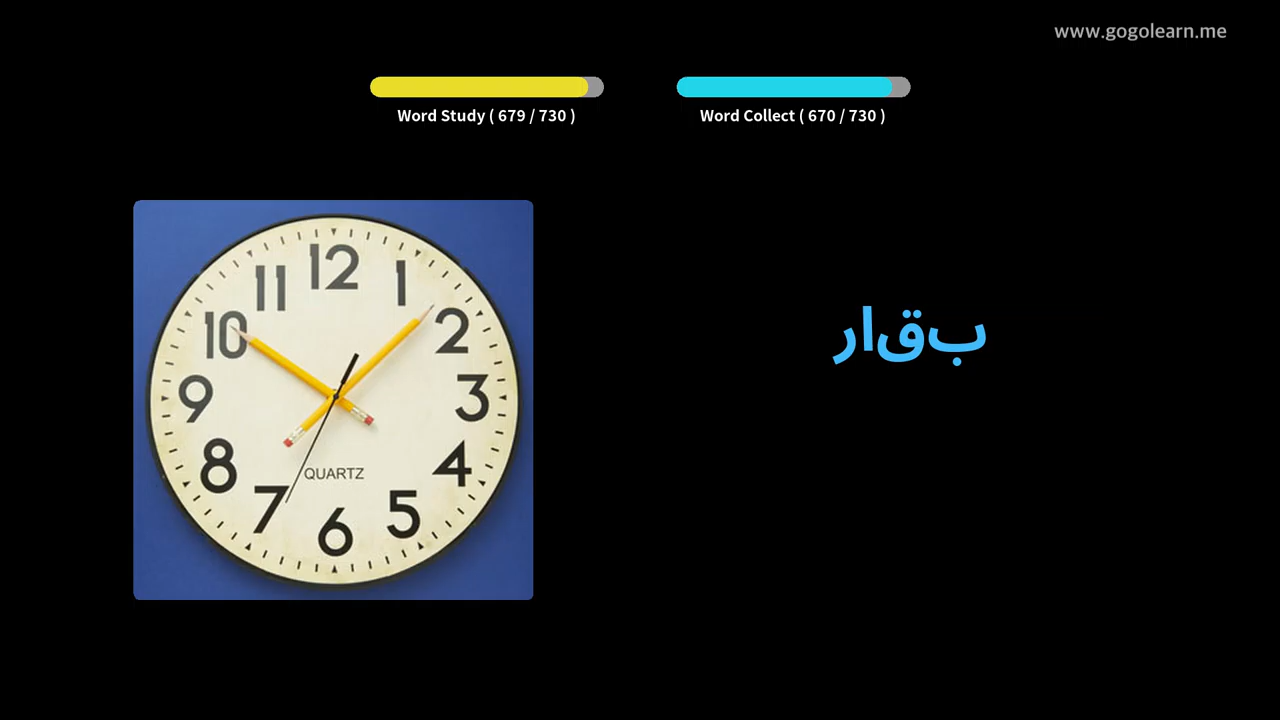 www.gogolearn.me
Word Study ( 679 / 730 )
Word Collect ( 670 / 730 )
12
1
2
3
4
5
6
7
8
9
10
11
QUARTZ
ب‌ق‌ار